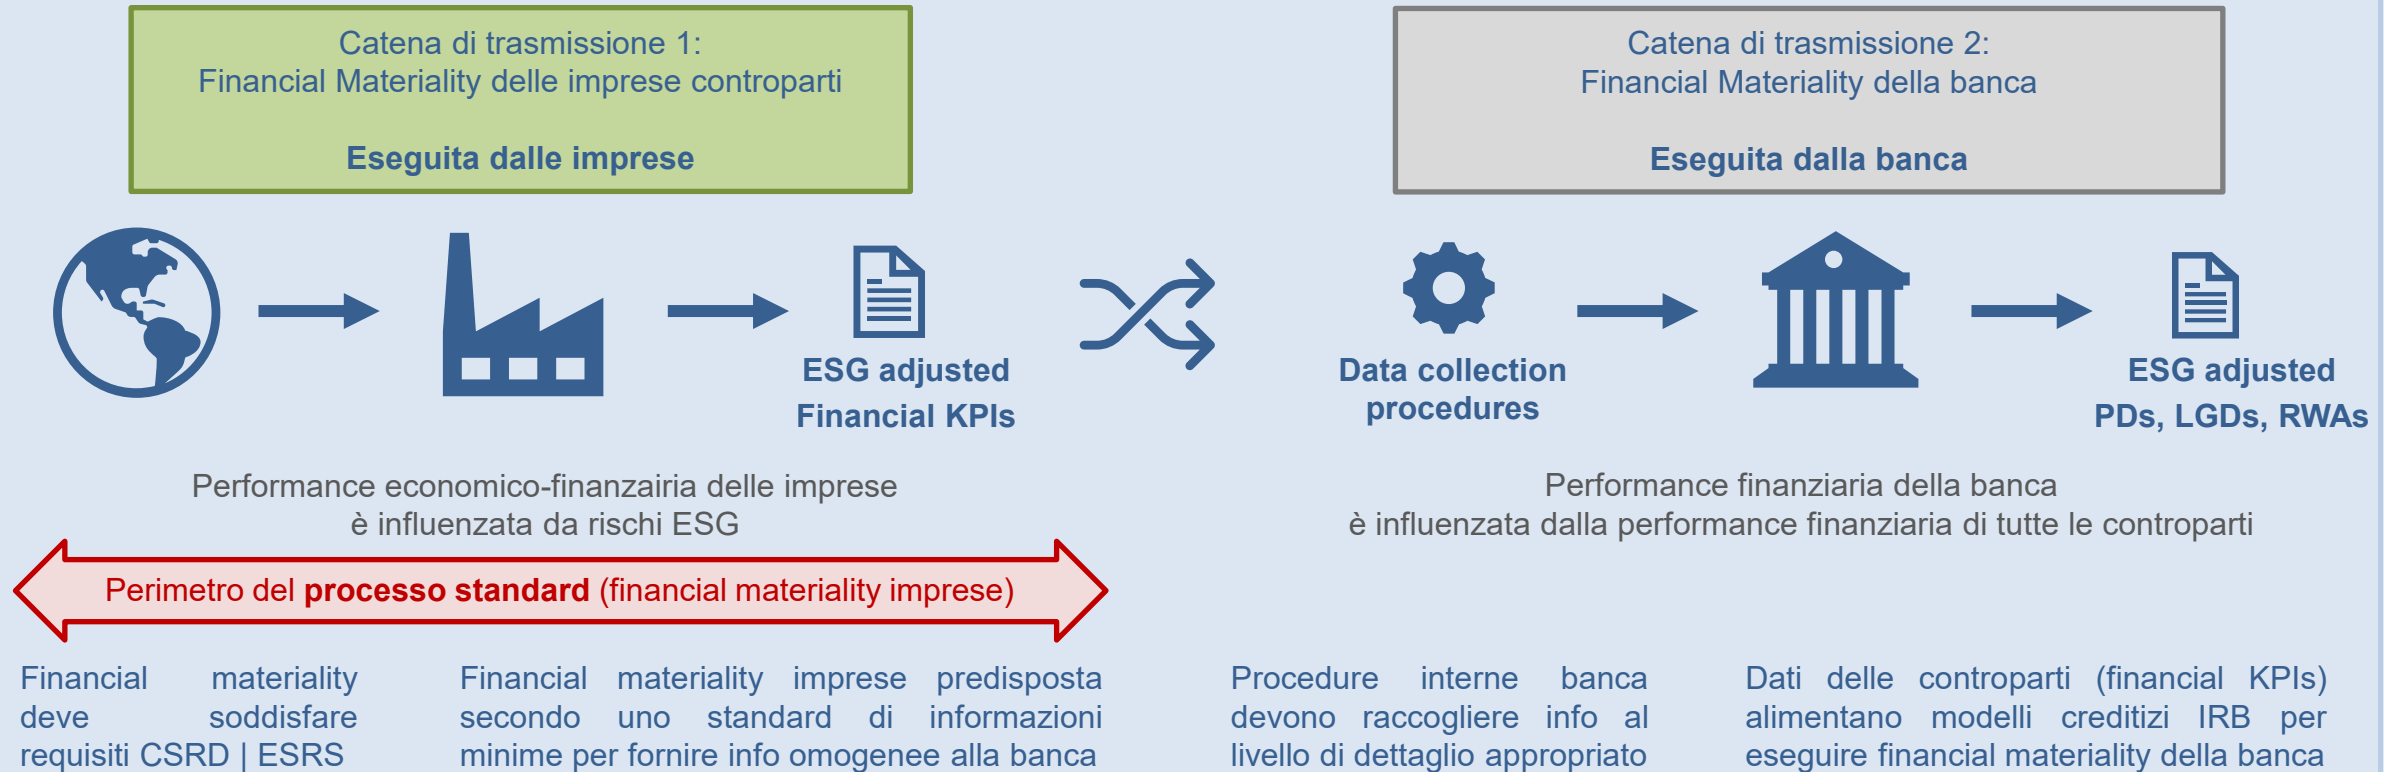 Catena di trasmissione 1:
Financial Materiality delle imprese controparti
Eseguita dalle imprese
Catena di trasmissione 2:
Financial Materiality della banca
Eseguita dalla banca
ESG adjusted
Financial KPIs
Data collection
procedures
ESG adjusted
PDs, LGDs, RWAs
Performance economico-finanzairia delle imprese
è influenzata da rischi ESG
Performance finanziaria della banca
è influenzata dalla performance finanziaria di tutte le controparti
Perimetro del processo standard (financial materiality imprese)
Financial materiality
deve soddisfare
requisiti CSRD | ESRS
Financial materiality imprese predisposta
secondo uno standard di informazioni
minime per fornire info omogenee alla banca
Procedure interne banca
devono raccogliere info al
livello di dettaglio appropriato
Dati delle controparti (financial KPIs)
alimentano modelli creditizi IRB per
eseguire financial materiality della banca